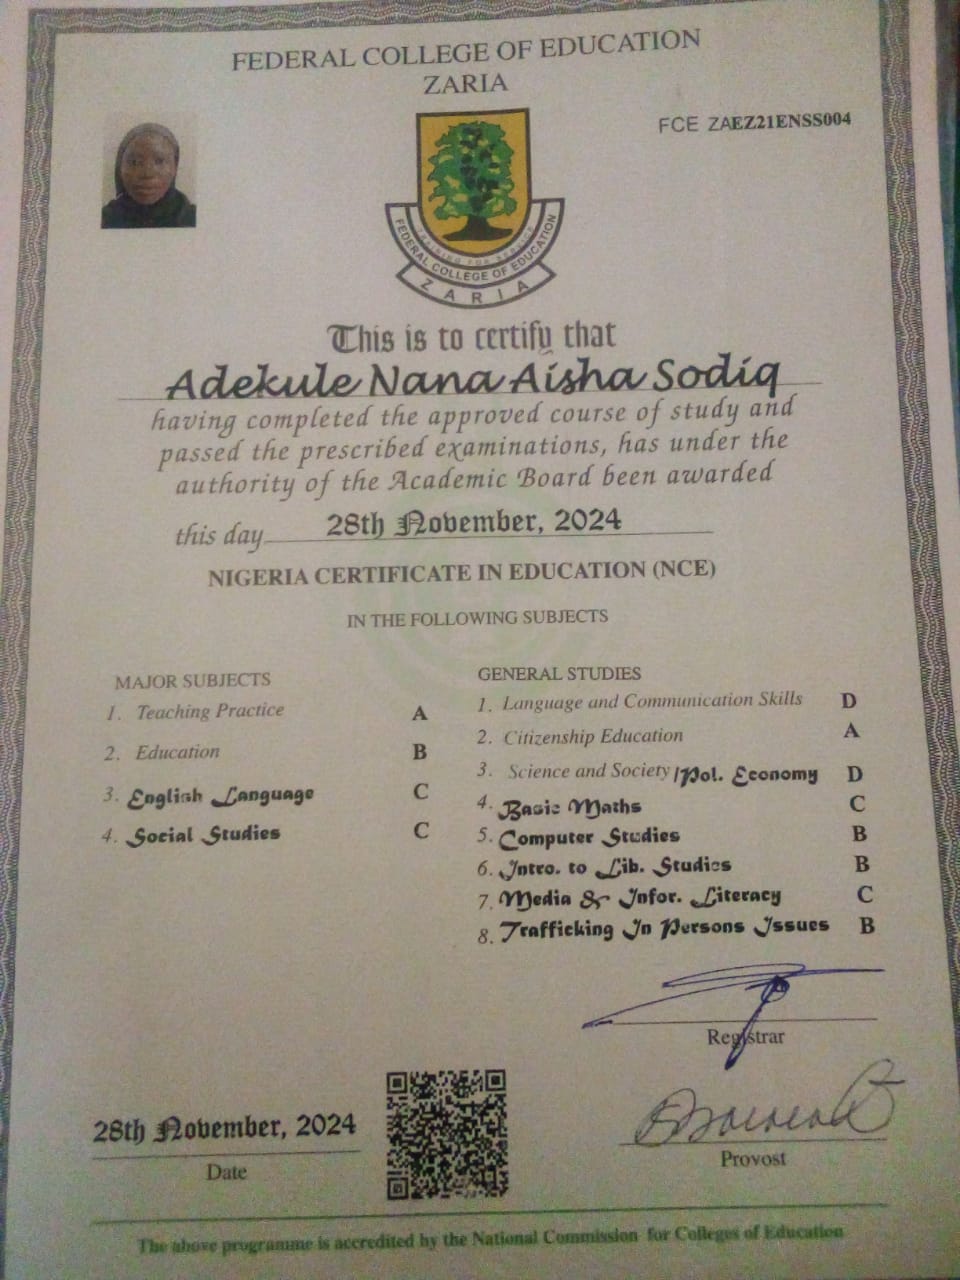 FEDERAL COLLEGE OF EDUCATION
ZARIA
FCE ZAEZ21ENSS004
TRAINING FOR SERVICE
FEDERAL COLLEGE OF EDUCATION
ZARIA
This is to certify that
Adekule Nana Aisha Sodiq
having completed the approved course of study and
passed the prescribed examinations, has under the
authority of the Academic Board been awarded
this day 28th November, 2024
NIGERIA CERTIFICATE IN EDUCATION (NCE)
IN THE FOLLOWING SUBJECTS
MAJOR SUBJECTS
1. Teaching Practice A
2. Education B
3. English Language C
4. Social Studies C
GENERAL STUDIES
1. Language and Communication Skills D
2. Citizenship Education A
3. Science and Society/Pol. Economy D
4. Basic Maths C
5. Computer Studies B
6. Intro. to Lib. Studies B
7. Media & Infor. Literacy C
8. Trafficking In Persons Issues B
Registrar
28th November, 2024
Date
Provost
The above programme is accredited by the National Commission for Colleges of Education